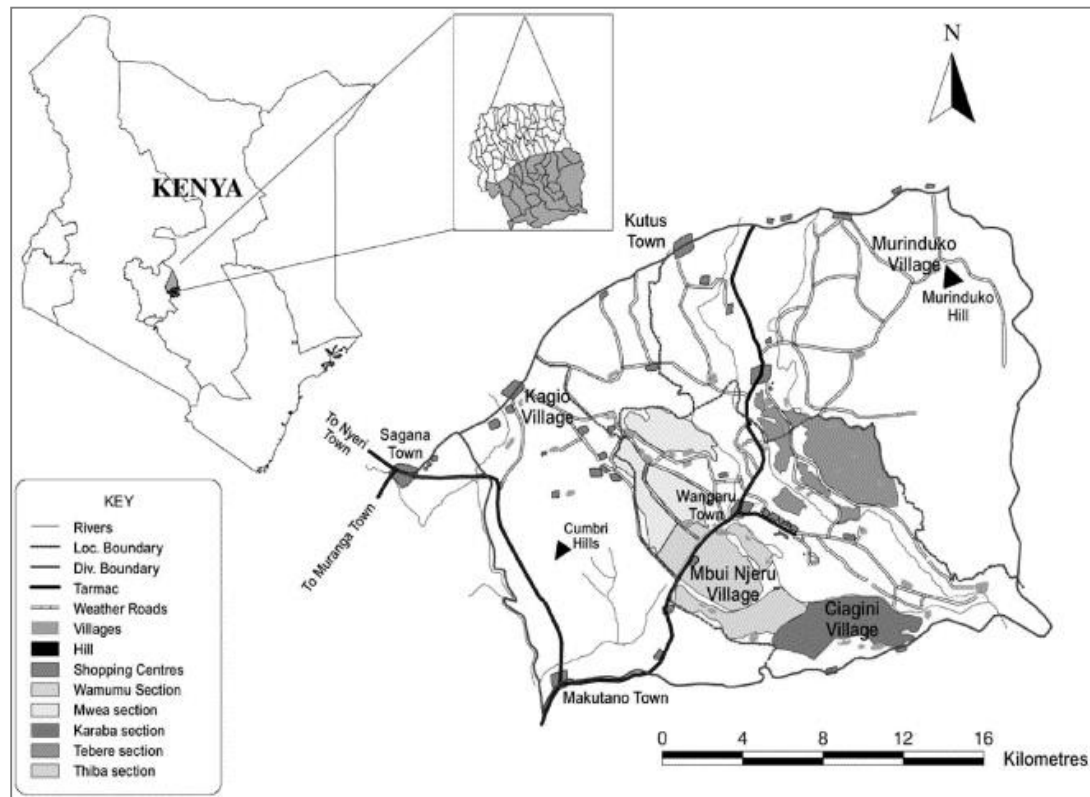 KENYA
N
Kutus
Town
Murinduko
Village
Murinduko
Hill
Kagio
Village
To Nyeri
Town
Sagana
Town
To Muranga Town
Wangaru
Town
Cumbri
Hills
Mbui Njeru
Village
Ciagini
Village
Makutano Town
KEY
Rivers
Loc. Boundary
Div. Boundary
Tarmac
Weather Roads
Villages
Hill
Shopping Centres
Wamumu Section
Mwea section
Karaba section
Tebere section
Thiba section
0 4 8 12 16
Kilometres